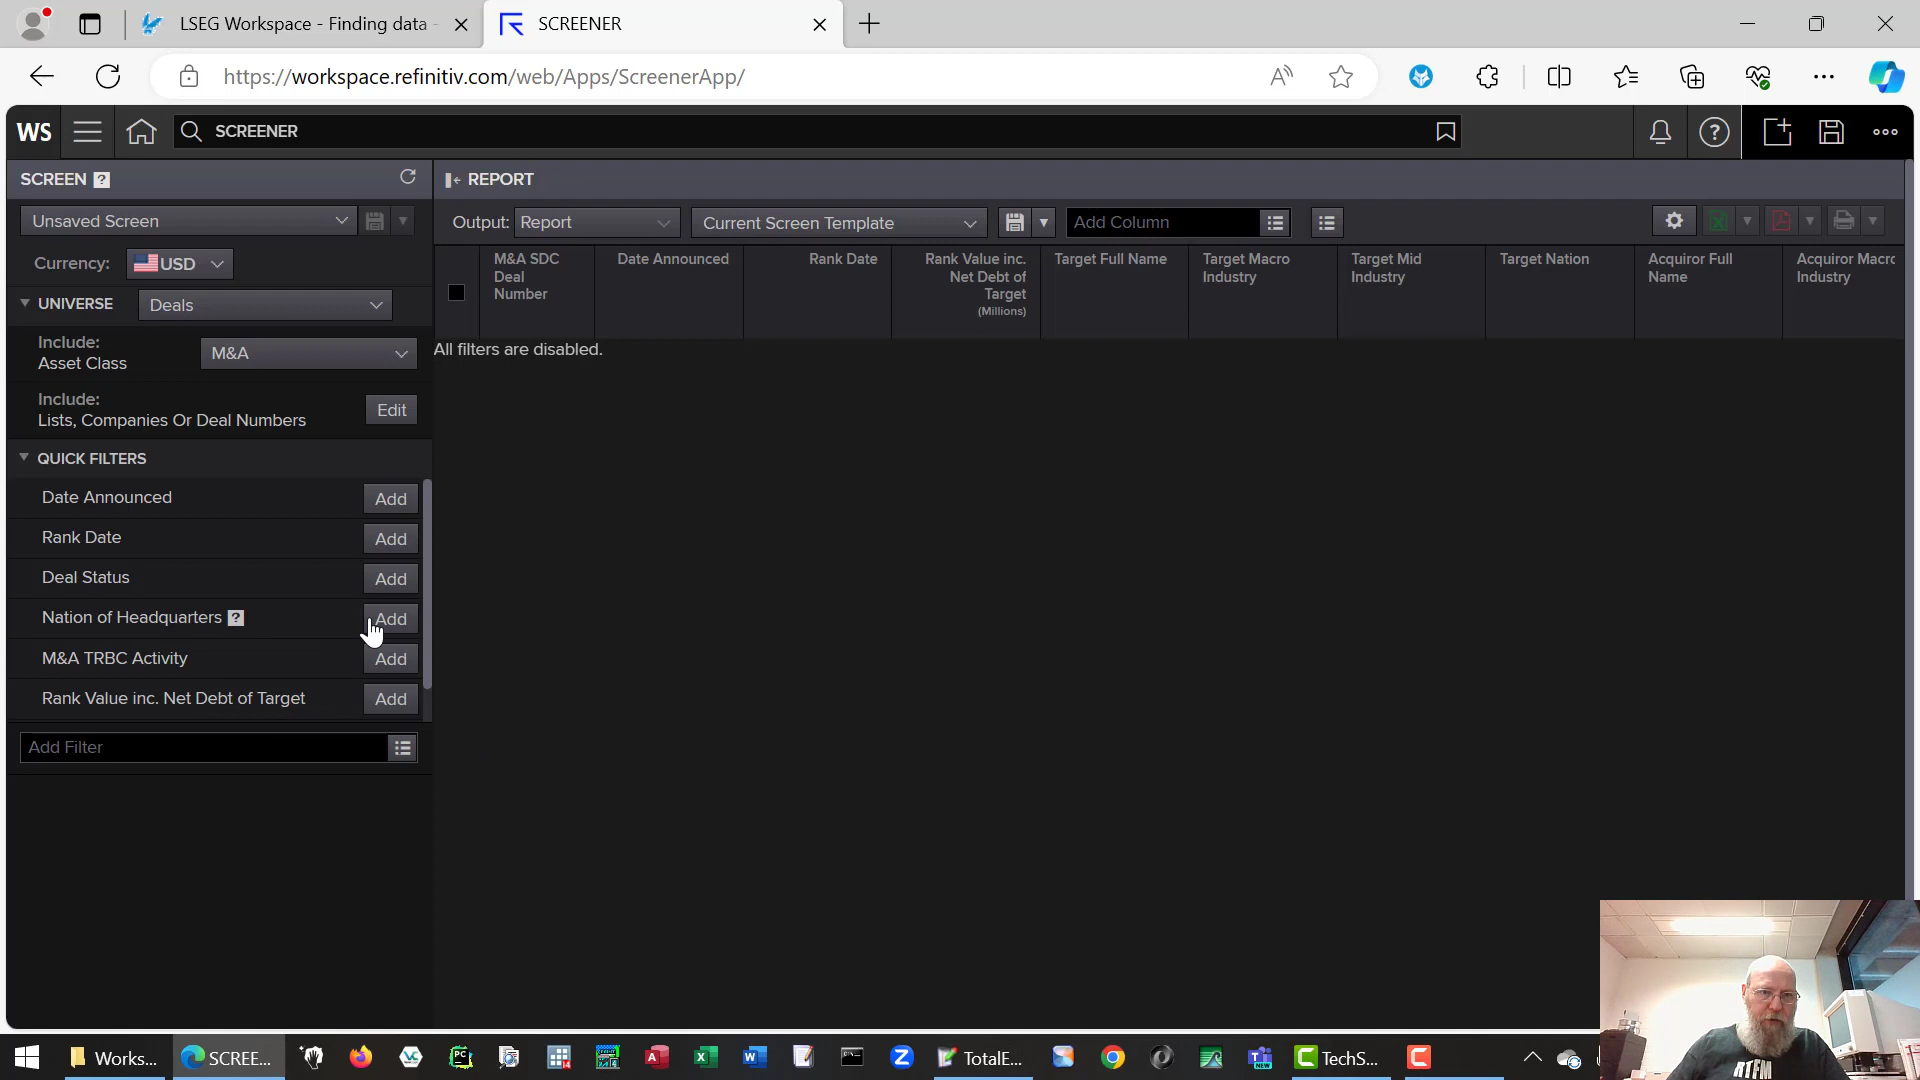 LSEG Workspace - Finding data -
SCREENER
https://workspace.refinitiv.com/web/Apps/ScreenerApp/
WS
SCREENER
SCREEN ?
REPORT
Unsaved Screen
Output: Report
Current Screen Template
Add Column
Currency: USD
UNIVERSE
Deals
Include:
Asset Class
M&A
Include:
Lists, Companies Or Deal Numbers
Edit
QUICK FILTERS
Date Announced
Add
Rank Date
Add
Deal Status
Add
Nation of Headquarters ?
Add
M&A TRBC Activity
Add
Rank Value inc. Net Debt of Target
Add
Add Filter
M&A SDC
Deal
Number
Date Announced
Rank Date
Rank Value inc.
Net Debt of
Target
(Millions)
Target Full Name
Target Macro
Industry
Target Mid
Industry
Target Nation
Acquiror Full
Name
Acquiror Macro
Industry
All filters are disabled.
RTFM
Works...
SCREE...
TotalE...
TechS...